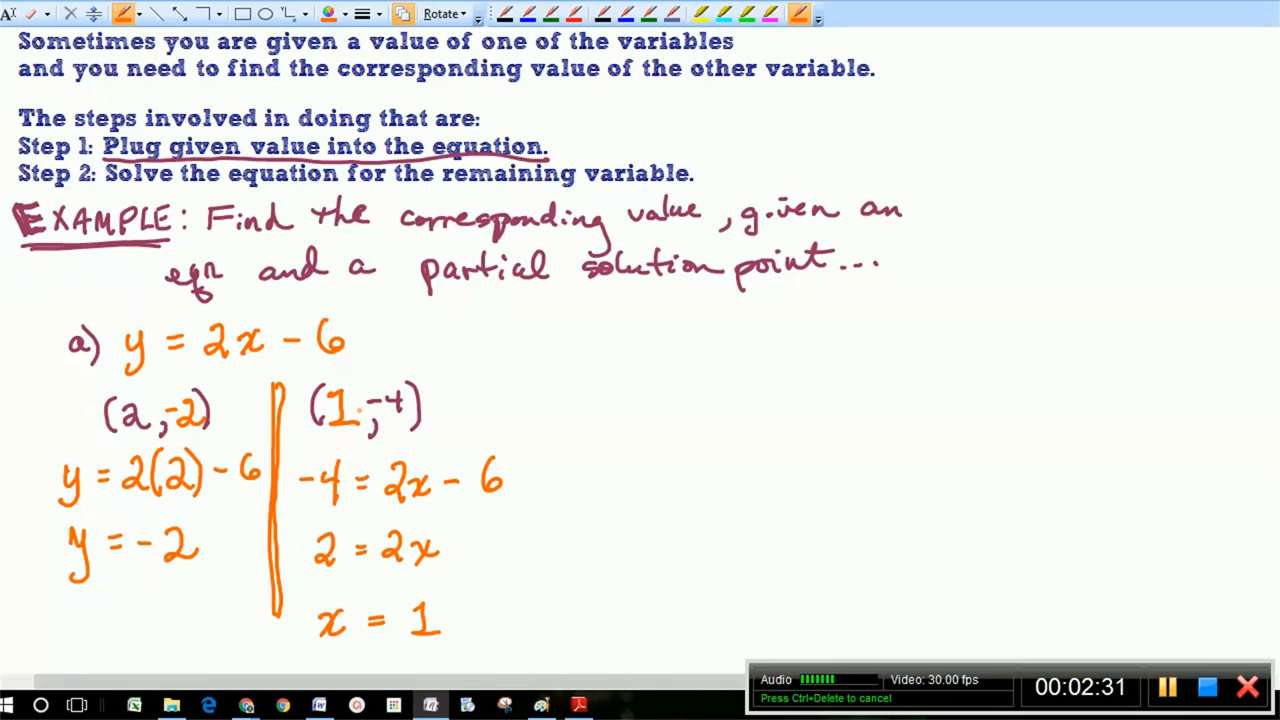 Rotate
Sometimes you are given a value of one of the variables
and you need to find the corresponding value of the other variable.
The steps involved in doing that are:
Step 1: Plug given value into the equation.
Step 2: Solve the equation for the remaining variable.
EXAMPLE: Find the corresponding value, given an
eqn and a partial solution point...
a) y = 2x - 6
(2, -2)
y = 2(2) - 6
y = -2
(1, -4)
-4 = 2x - 6
2 = 2x
x = 1
Audio
Video: 30.00 fps
Press Ctrl+Delete to cancel
00:02:31